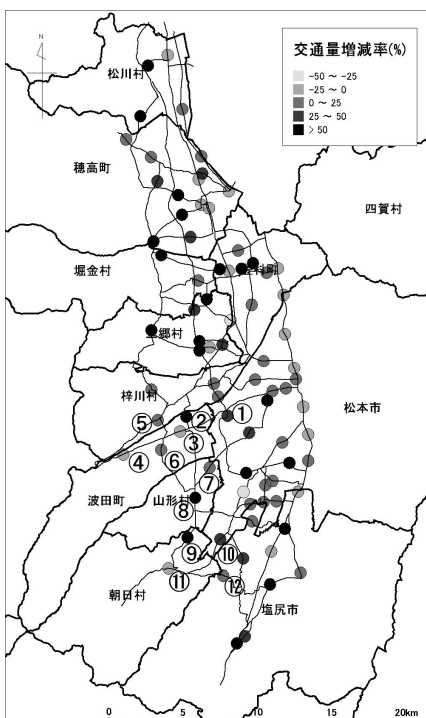 交通量増減率(%)
-50 ～ -25
-25 ～ 0
0 ～ 25
25 ～ 50
> 50
N
松川村
穂高町
四賀村
堀金村
科町
郷村
松本市
梓川村
②
①
⑤
③
④
⑥
⑦
波田町
山形村
⑧
⑨
⑩
⑪
⑫
朝日村
塩尻市
0 5 10 15 20km